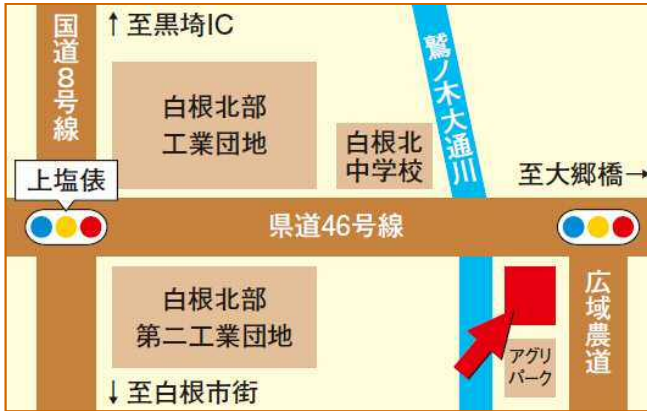 国道8号線
↑至黒埼IC
白根北部
工業団地
白根北
中学校
鷲ノ木大通川
至大郷橋→
上塩俵
県道46号線
白根北部
第二工業団地
↓至白根市街
アグリ
パーク
広域農道